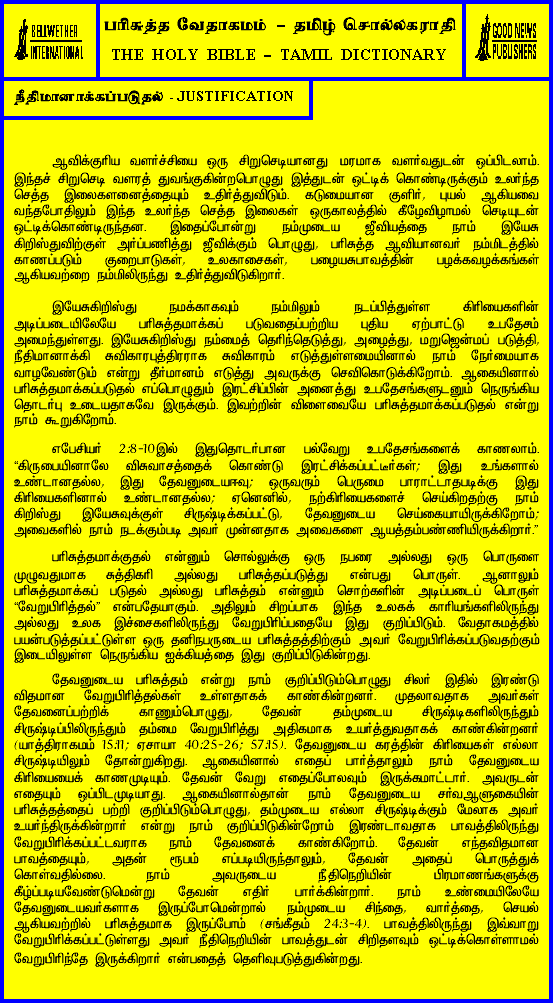 BELLWETHER
INTERNATIONAL
பரிசுத்த வேதாகமம் – தமிழ் சொல்லகராதி
THE HOLY BIBLE – TAMIL DICTIONARY
GOOD NEWS
PUBLISHERS
நீதிமானாக்கப்படுதல் - JUSTIFICATION
ஆவிக்குரிய வளர்ச்சியை ஒரு சிறுசெடியானது மரமாக வளர்வதுடன் ஒப்பிடலாம்.
இந்தச் சிறுசெடி வளரத் துவங்குகின்றபொழுது இத்துடன் ஒட்டிக் கொண்டிருக்கும் உலர்ந்த
செத்த இலைகளனைத்தையும் உதிர்த்துவிடும். கடுமையான குளிர், புயல் ஆகியவை
வந்தபோதிலும் இந்த உலர்ந்த செத்த இலைகள் ஒருகாலத்தில் கீழேவிழாமல் செடியுடன்
ஒட்டிக்கொண்டிருந்தன. இதைப்போன்று நம்முடைய ஜீவியத்தை நாம் இயேசு
கிறிஸ்துவிற்குள் அர்ப்பணித்து ஜீவிக்கும் பொழுது, பரிசுத்த ஆவியானவர் நம்மிடத்தில்
காணப்படும் குறைபாடுகள், உலகாசைகள், பழையசுபாவத்தின் பழக்கவழக்கங்கள்
ஆகியவற்றை நம்மிலிருந்து உதிர்த்துவிடுகிறார்.
இயேசுகிறிஸ்து நமக்காகவும் நம்மிலும் நடப்பித்துள்ள கிரியைகளின்
அடிப்படையிலேயே பரிசுத்தமாக்கப் படுவதைப்பற்றிய புதிய ஏற்பாட்டு உபதேசம்
அமைந்துள்ளது. இயேசுகிறிஸ்து நம்மைத் தெரிந்தெடுத்து, அழைத்து, மறுஜென்மப் படுத்தி,
நீதிமானாக்கி சுவிகாரபுத்திரராக சுவிகாரம் எடுத்துள்ளமையினால் நாம் நேர்மையாக
வாழவேண்டும் என்று தீர்மானம் எடுத்து அவருக்கு செவிகொடுக்கிறோம். ஆகையினால்
பரிசுத்தமாக்கப்படுதல் எப்பொழுதும் இரட்சிப்பின் அனைத்து உபதேசங்களுடனும் நெருங்கிய
தொடர்பு உடையதாகவே இருக்கும். இவற்றின் விளைவையே பரிசுத்தமாக்கப்படுதல் என்று
நாம் கூறுகிறோம்.
எபேசியர் 2:8-10இல் இதுதொடர்பான பல்வேறு உபதேசங்களைக் காணலாம்.
“கிருபையினாலே விசுவாசத்தைக் கொண்டு இரட்சிக்கப்பட்டீர்கள்; இது உங்களால்
உண்டானதல்ல, இது தேவனுடையஈவு; ஒருவரும் பெருமை பாராட்டாதபடிக்கு இது
கிரியைகளினால் உண்டானதல்ல; ஏனெனில், நற்கிரியைகளைச் செய்கிறதற்கு நாம்
கிறிஸ்து இயேசுவுக்குள் சிருஷ்டிக்கப்பட்டு, தேவனுடைய செய்கையாயிருக்கிறோம்;
அவைகளில் நாம் நடக்கும்படி அவர் முன்னதாக அவைகளை ஆயத்தம்பண்ணியிருக்கிறார்.”
பரிசுத்தமாக்குதல் என்னும் சொல்லுக்கு ஒரு நபரை அல்லது ஒரு பொருளை
முழுவதுமாக சுத்திகரி அல்லது பரிசுத்தப்படுத்து என்பது பொருள். ஆனாலும்
பரிசுத்தமாக்கப் படுதல் அல்லது பரிசுத்தம் என்னும் சொற்களின் அடிப்படைப் பொருள்
“வேறுபிரித்தல்” என்பதேயாகும். அதிலும் சிறப்பாக இந்த உலகக் காரியங்களிலிருந்து
அல்லது உலக இச்சைகளிலிருந்து வேறுபிரிப்பதையே இது குறிப்பிடும். வேதாகமத்தில்
பயன்படுத்தப்பட்டுள்ள ஒரு தனிநபருடைய பரிசுத்தத்திற்கும் அவர் வேறுபிரிக்கப்படுவதற்கும்
இடையிலுள்ள நெருங்கிய ஐக்கியத்தை இது குறிப்பிடுகின்றது.
தேவனுடைய பரிசுத்தம் என்று நாம் குறிப்பிடும்பொழுது சிலர் இதில் இரண்டு
விதமான வேறுபிரித்தல்கள் உள்ளதாகக் காண்கின்றனர். முதலாவதாக அவர்கள்
தேவனைப்பற்றிக் காணும்பொழுது, தேவன் தம்முடைய சிருஷ்டிகளிலிருந்தும்
சிருஷ்டிப்பிலிருந்தும் தம்மை வேறுபிரித்து அதிகமாக உயர்த்துவதாகக் காண்கின்றனர்
(யாத்திராகமம் 15:11; ஏசாயா 40:25-26; 57:15). தேவனுடைய கரத்தின் கிரியைகள் எல்லா
சிருஷ்டியிலும் தோன்றுகிறது. ஆகையினால் எதைப் பார்த்தாலும் நாம் தேவனுடைய
கிரியையைக் காணமுடியும். தேவன் வேறு எதைப்போலவும் இருக்கமாட்டார். அவருடன்
எதையும் ஒப்பிடமுடியாது. ஆகையினால்தான் நாம் தேவனுடைய சர்வஆளுகையின்
பரிசுத்தத்தைப் பற்றி குறிப்பிடும்பொழுது, தம்முடைய எல்லா சிருஷ்டிக்கும் மேலாக அவர்
உயர்ந்திருக்கின்றார் என்று நாம் குறிப்பிடுகின்றோம் இரண்டாவதாக பாவத்திலிருந்து
வேறுபிரிக்கப்பட்டவராக நாம் தேவனைக் காண்கிறோம். தேவன் எந்தவிதமான
பாவத்தையும், அதன் ரூபம் எப்படியிருந்தாலும், தேவன் அதைப் பொருத்துக்
கொள்வதில்லை. நாம் அவருடைய நீதிநெறியின் பிரமாணங்களுக்கு
கீழ்ப்படியவேண்டுமென்று தேவன் எதிர் பார்க்கின்றார். நாம் உண்மையிலேயே
தேவனுடையவர்களாக இருப்போமென்றால் நம்முடைய சிந்தை, வார்த்தை, செயல்
ஆகியவற்றில் பரிசுத்தமாக இருப்போம் (சங்கீதம் 24:3-4). பாவத்திலிருந்து இவ்வாறு
வேறுபிரிக்கப்பட்டுள்ளது அவர் நீதிநெறியின் பாவத்துடன் சிறிதளவும் ஒட்டிக்கொள்ளாமல்
வேறுபிரிந்தே இருக்கிறார் என்பதைத் தெளிவுபடுத்துகின்றது.